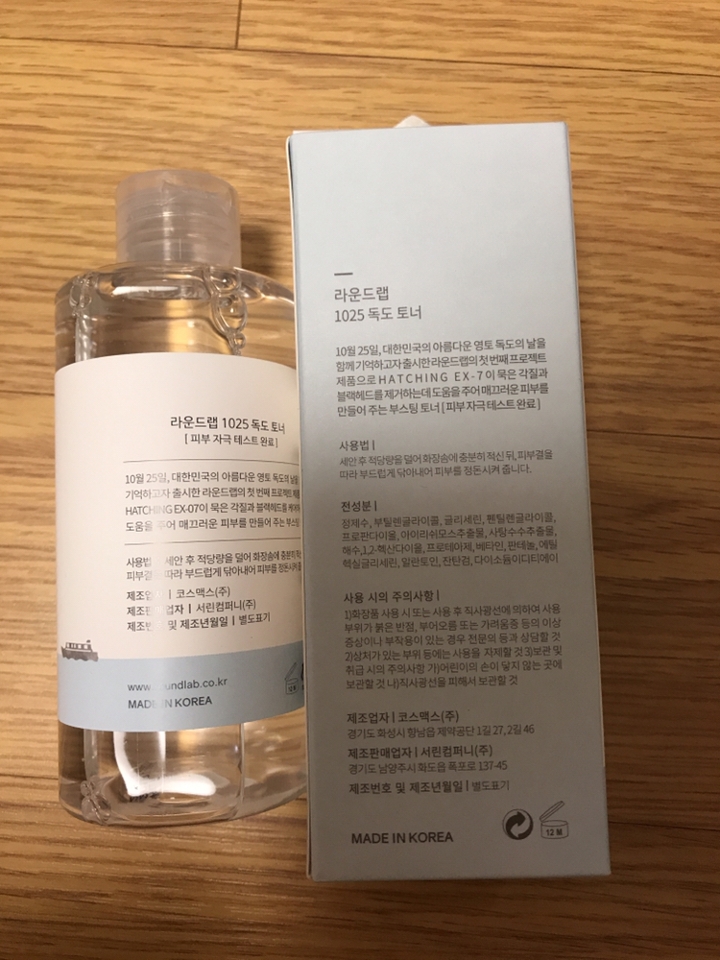 라운드랩 1025 독도 토너
[ 피부 자극 테스트 완료 ]
10월 25일, 대한민국의 아름다운 영토 독도의 날을
기억하고자 출시한 라운드랩의 첫 번째 프로젝트 제품
HATCHING EX-07이 묵은 각질과 블랙헤드를
도움을 주어 매끄러운 피부를 만들어 주는 부스팅
사용법 | 세안 후 적당량을 덜어 화장솜에 충분히
피부결 따라 부드럽게 닦아내어 피부를 정돈시켜
제조업자 | 코스맥스(주)
제조판매업자 | 서린컴퍼니(주)
제조번호 및 제조년월일 | 별도표기
www. undlab.co.kr
MADE IN KOREA
12 M
라운드랩
1025 독도 토너
10월 25일, 대한민국의 아름다운 영토 독도의 날을
함께 기억하고자 출시한 라운드랩의 첫 번째 프로젝트
제품으로 HATCHING EX-7이 묵은 각질과
블랙헤드를 제거하는데 도움을 주어 매끄러운 피부를
만들어 주는 부스팅 토너 [ 피부 자극 테스트 완료 ]
사용법 |
세안 후 적당량을 덜어 화장솜에 충분히 적신 뒤, 피부결을
따라 부드럽게 닦아내어 피부를 정돈시켜 줍니다.
전성분 |
정제수, 부틸렌글라이콜, 글리세린, 펜틸렌글라이콜,
프로판다이올, 아이리쉬모스추출물, 사탕수수추출물,
해수, 1,2-헥산다이올, 프로테아제, 베타인, 판테놀, 에틸
헥실글리세린, 알란토인, 잔탄검, 다이소듐이디티에이
사용 시의 주의사항 |
1)화장품 사용 시 또는 사용 후 직사광선에 의하여 사용
부위가 붉은 반점, 부어오름 또는 가려움증 등의 이상
증상이나 부작용이 있는 경우 전문의 등과 상담할 것
2)상처가 있는 부위 등에는 사용을 자제할 것 3)보관 및
취급 시의 주의사항 가)어린이의 손이 닿지 않는 곳에
보관할 것 나)직사광선을 피해서 보관할 것
제조업자 | 코스맥스(주)
경기도 화성시 향남읍 제약공단 1길 27, 2길 46
제조판매업자 | 서린컴퍼니(주)
경기도 남양주시 화도읍 폭포로 137-45
제조번호 및 제조년월일 | 별도표기
MADE IN KOREA
12 M